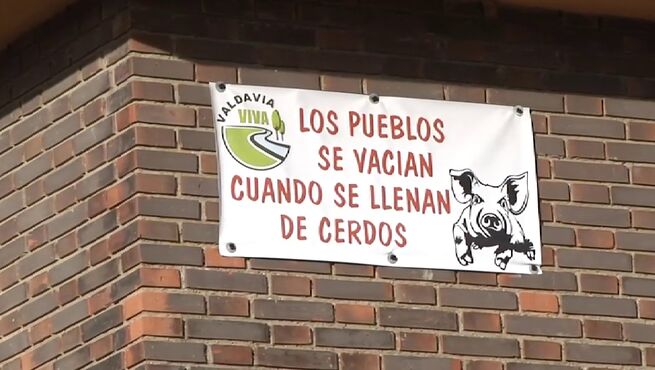 VALDAVIA
VIVA
LOS PUEBLOS
SE VACIAN
CUANDO SE LLENAN
DE CERDOS